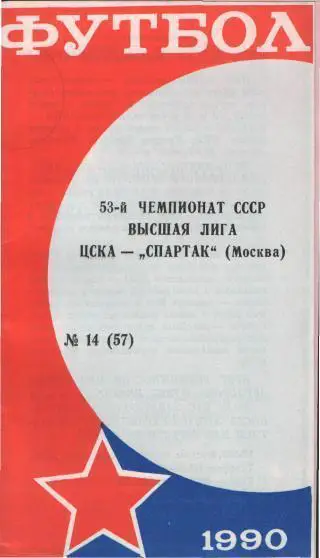 ФУТБОЛ
53-й ЧЕМПИОНАТ СССР
ВЫСШАЯ ЛИГА
ЦСКА — „СПАРТАК“ (Москва)
№ 14 (57)
1990